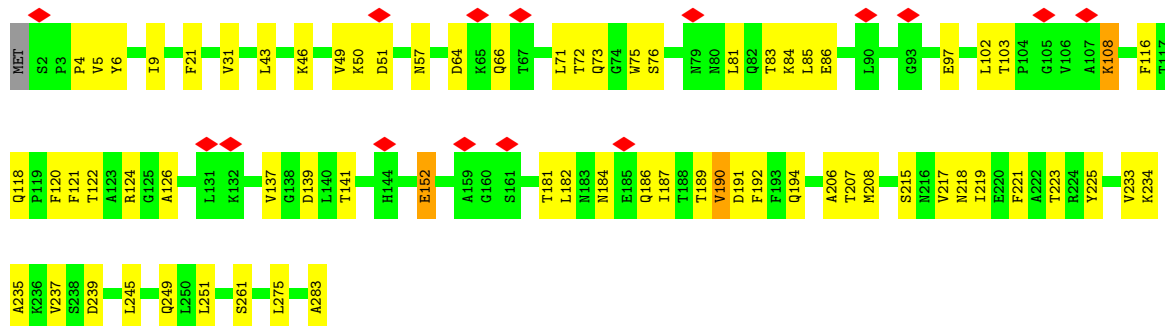 MET S2 P3 P4 V5 Y6 I9 F21 V31 L43 K46 V49 K50 D51 N57 D64 K65 Q66 T67 L71 T72 Q73 G74 W75 S76 N79 N80 L81 Q82 T83 K84 L85 E86 L90 G93 E97 L102 T103 P104 G105 V106 A107 K108 F116 T117
Q118 P119 F120 F121 T122 A123 R124 G125 A126 L131 K132 V137 G138 D139 L140 T141 H144 E152 A159 G160 S161 T181 L182 N183 N184 E185 Q186 I187 T188 T189 V190 D191 F192 F193 Q194 A206 T207 M208 S215 N216 V217 N218 I219 E220 F221 A222 T223 R224 Y225 V233 K234
A235 K236 V237 S238 D239 L245 Q249 L250 L251 S261 L275 A283